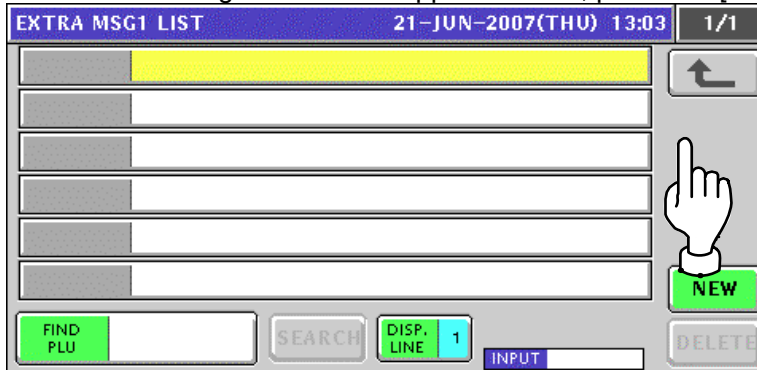 EXTRA MSG1 LIST 21-JUN-2007(THU) 13:03 1/1
NEW
FIND PLU
SEARCH
DISP. LINE 1
INPUT
DELETE